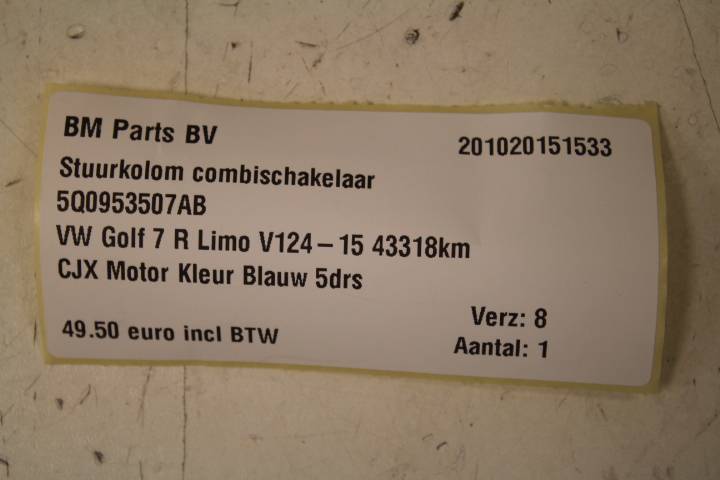 BM Parts BV
201020151533
Stuurkolom combischakelaar
5Q0953507AB
VW Golf 7 R Limo V124 – 15 43318km
CJX Motor Kleur Blauw 5drs
Verz: 8
49.50 euro incl BTW
Aantal: 1